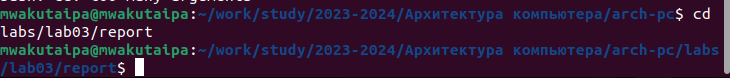 mwakutaipa@mwakutaipa:~/work/study/2023-2024/Архитектура компьютера/arch-pc$ cd
labs/lab03/report
mwakutaipa@mwakutaipa:~/work/study/2023-2024/Архитектура компьютера/arch-pc/labs
/lab03/report$